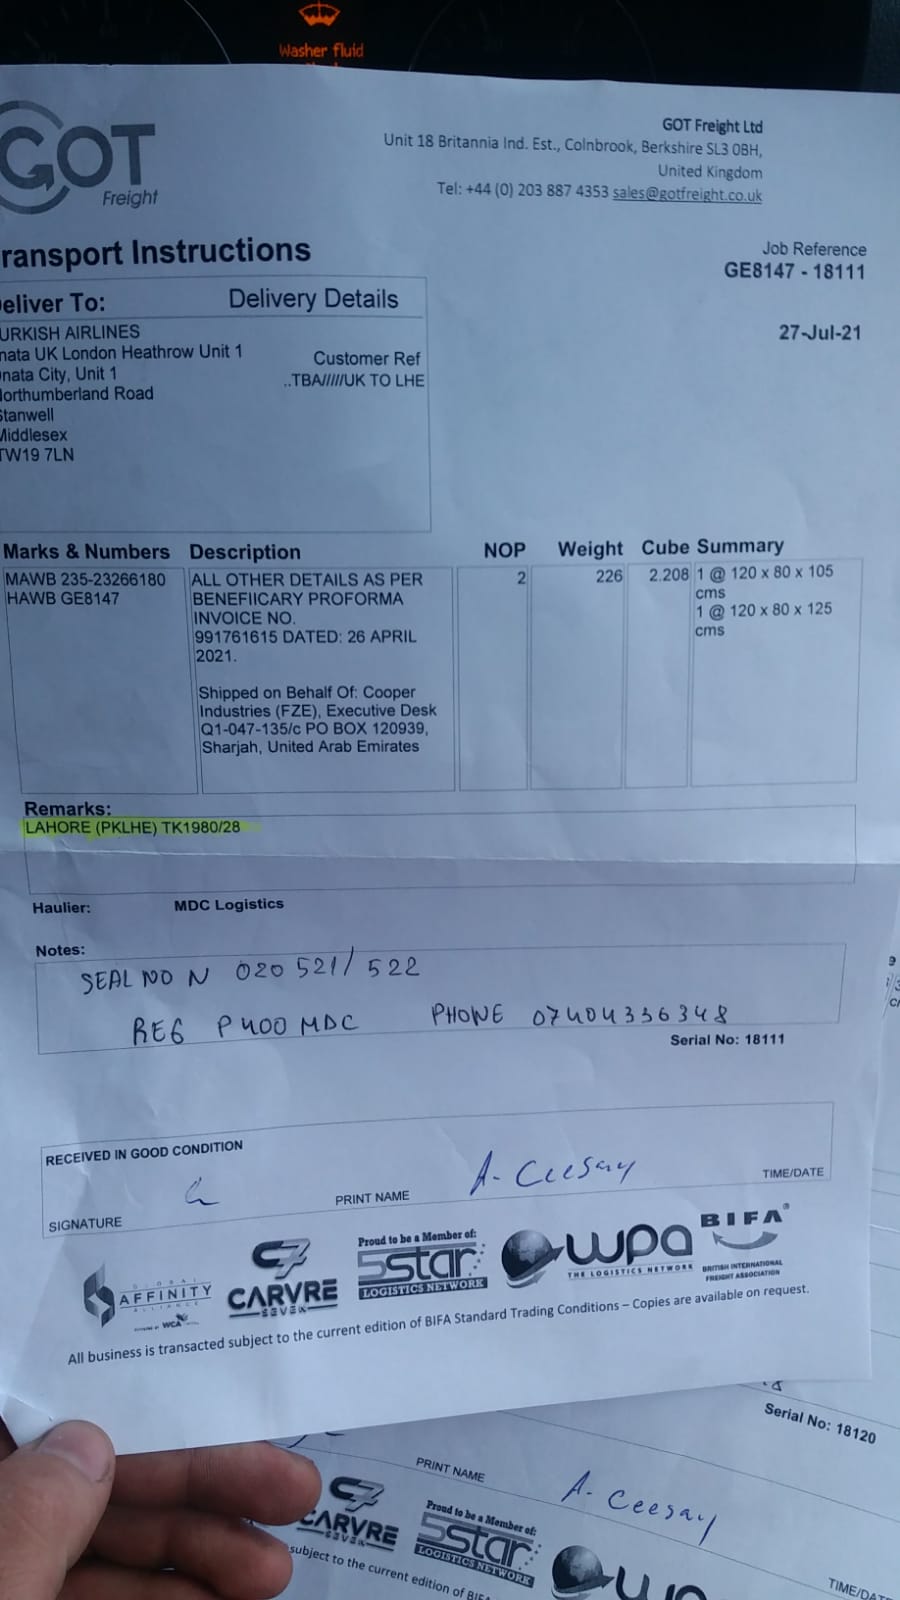 Washer fluid
GOT
Freight
GOT Freight Ltd
Unit 18 Britannia Ind. Est., Colnbrook, Berkshire SL3 0BH,
United Kingdom
Tel: +44 (0) 203 887 4353 sales@gotfreight.co.uk
ransport Instructions
Job Reference
GE8147 - 18111
27-Jul-21
eliver To:
Delivery Details
URKISH AIRLINES
nata UK London Heathrow Unit 1
nata City, Unit 1
Northumberland Road
Stanwell
Middlesex
TW19 7LN
Customer Ref
..TBA/////UK TO LHE
Marks & Numbers Description NOP Weight Cube Summary
MAWB 235-23266180
HAWB GE8147
ALL OTHER DETAILS AS PER
BENEFIICARY PROFORMA
INVOICE NO.
991761615 DATED: 26 APRIL
2021.
Shipped on Behalf Of: Cooper
Industries (FZE), Executive Desk
Q1-047-135/c PO BOX 120939,
Sharjah, United Arab Emirates
2
226
2.208
1 @ 120 x 80 x 105
cms
1 @ 120 x 80 x 125
cms
Remarks:
LAHORE (PKLHE) TK1980/28
Haulier: MDC Logistics
Notes:
SEAL NO N 020 521/522
REG P400 MDC PHONE 07404336348
Serial No: 18111
RECEIVED IN GOOD CONDITION
SIGNATURE
PRINT NAME
A. Ceesay
TIME/DATE
GLOBAL
AFFINITY
ALLIANCE
WCA
CARVRE
SEVEN
Proud to be a Member of:
5star
LOGISTICS NETWORK
wpa
THE LOGISTICS NETWORK
BIFA®
BRITISH INTERNATIONAL
FREIGHT ASSOCIATION
All business is transacted subject to the current edition of BIFA Standard Trading Conditions – Copies are available on request.
Serial No: 18120
PRINT NAME
A. Ceesay
TIME/DAT
CARVRE
SEVEN
Proud to be a Member of:
5star
LOGISTICS NETWORK
subject to the current edition of BIFA